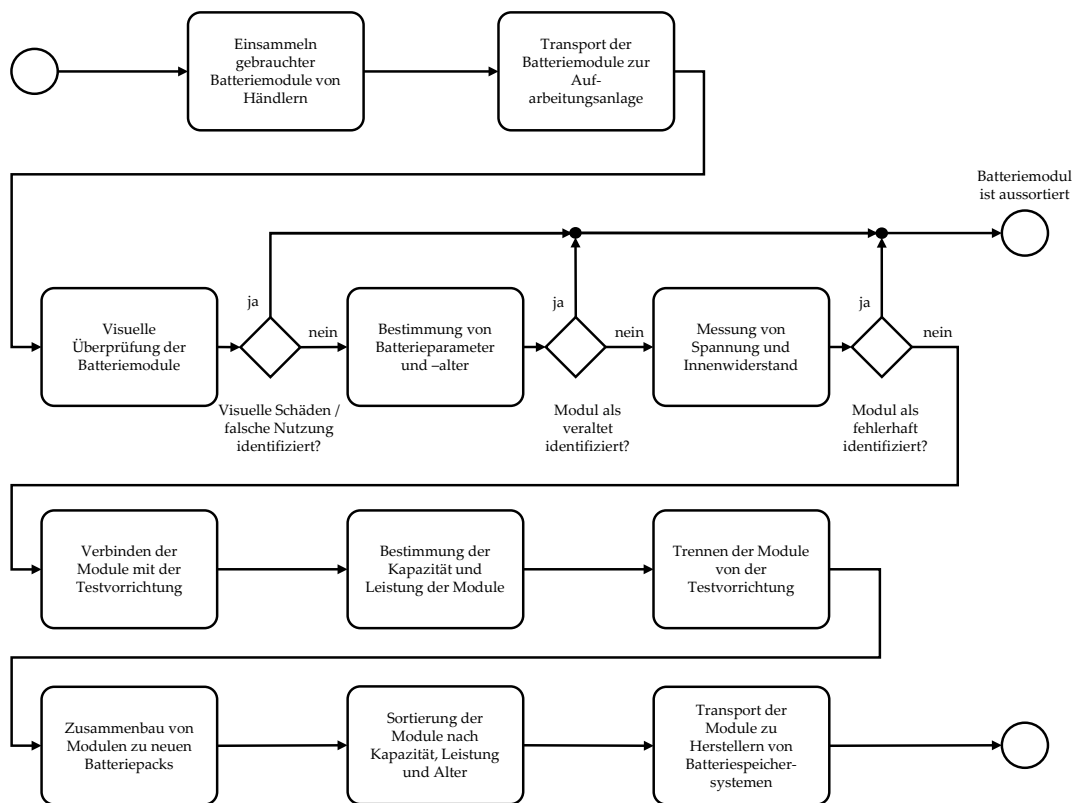 Einsammeln
gebrauchter
Batteriemodule von
Händlern
Transport der
Batteriemodule zur
Auf-
arbeitungsanlage
Batteriemodul
ist aussortiert
ja
nein
ja
nein
ja
nein
Visuelle
Überprüfung der
Batteriemodule
Bestimmung von
Batterieparameter
und –alter
Messung von
Spannung und
Innenwiderstand
Visuelle Schäden /
falsche Nutzung
identifiziert?
Modul als
veraltet
identifiziert?
Modul als
fehlerhaft
identifiziert?
Verbinden der
Module mit der
Testvorrichtung
Bestimmung der
Kapazität und
Leistung der Module
Trennen der Module
von der
Testvorrichtung
Zusammenbau von
Modulen zu neuen
Batteriepacks
Sortierung der
Module nach
Kapazität, Leistung
und Alter
Transport der
Module zu
Herstellern von
Batteriespeicher-
systemen